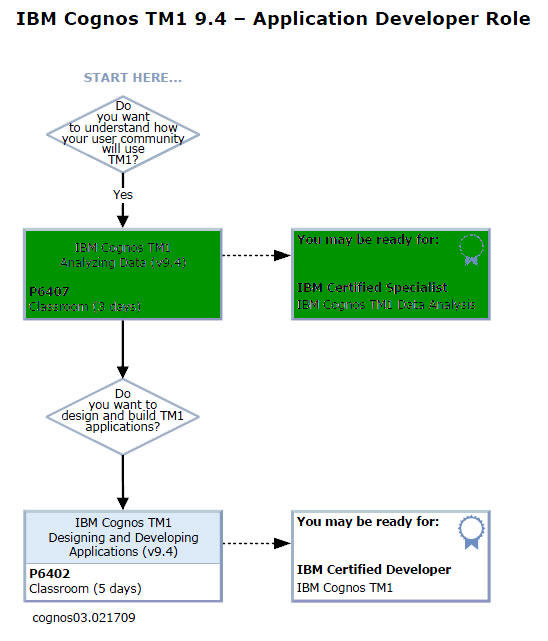 IBM Cognos TM1 9.4 – Application Developer Role
START HERE...
Do
you want
to understand how
your user community
will use
TM1?
Yes
IBM Cognos TM1
Analyzing Data (v9.4)
P6407
Classroom (3 days)
You may be ready for:
IBM Certified Specialist
IBM Cognos TM1 Data Analysis
Do
you want to
design and build TM1
applications?
IBM Cognos TM1
Designing and Developing
Applications (v9.4)
P6402
Classroom (5 days)
You may be ready for:
IBM Certified Developer
IBM Cognos TM1
cognos03.021709